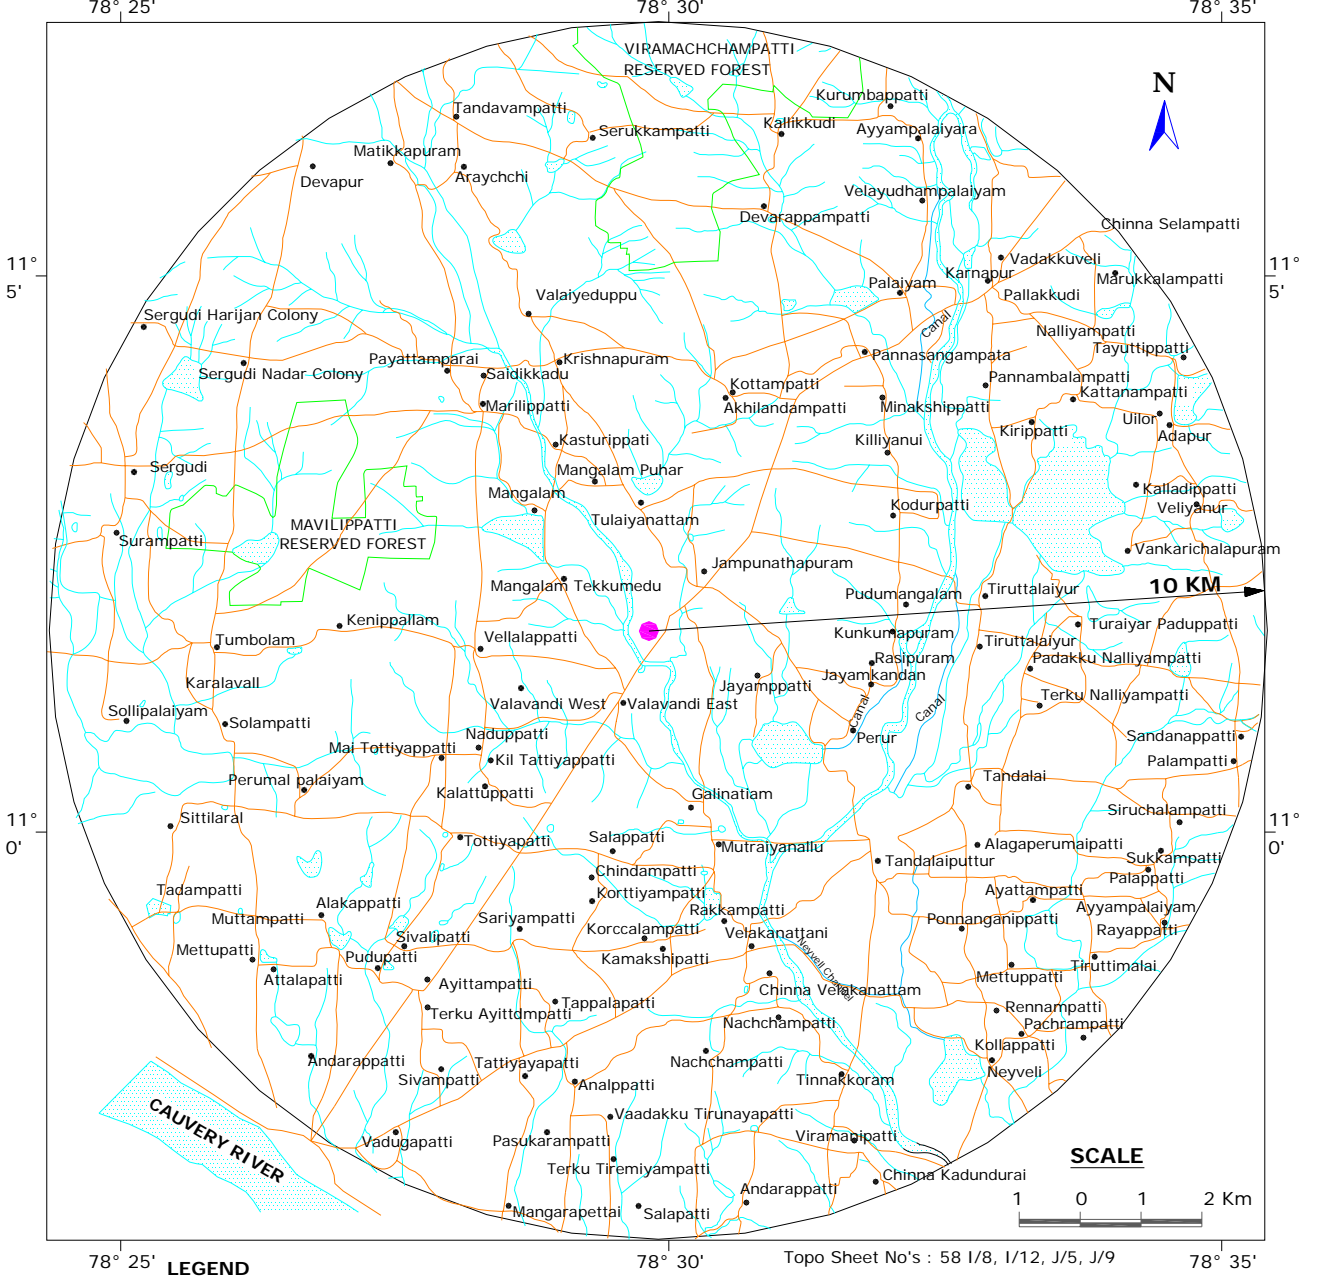 78° 25'
78° 30'
78° 35'
VIRAMACHCHAMPATTI
RESERVED FOREST
N
Kurumbappatti
Tandavampatti
Serukkampatti
Kallikkudi
Ayyampalaiyara
Matikkapuram
Devapur
Araychchi
Velayudhampalaiyam
Devarappampatti
Chinna Selampatti
11°
5'
11°
5'
Vadakkuveli
Karnapur
Marukkalampatti
Palaiyam
Pallakkudi
Valaiyeduppu
Sergudi Harijan Colony
Canal
Nalliyampatti
Tayuttippatti
Payattamparai
Krishnapuram
Pannasangampata
Sergudi Nadar Colony
Saidikkadu
Kottampatti
Pannambalampatti
Kattanampatti
Marilippatti
Akhilandampatti
Minakshippatti
Uilor
Kirippatti
Adapur
Kasturippati
Killiyanui
Sergudi
Mangalam Puhar
Mangalam
Kalladippatti
Veliyanur
Kodurpatti
Tulaiyanattam
MAVILIPPATTI
RESERVED FOREST
Surampatti
Vankarichalapuram
Jampunathapuram
Mangalam Tekkumedu
10 KM
Pudumangalam
Tiruttalaiyur
Kenippallam
Turaiyar Paduppatti
Tumbolam
Vellalappatti
Kunkumapuram
Tiruttalaiyur
Rasipuram
Padakku Nalliyampatti
Jayamkandan
Karalavall
Jayamppatti
Terku Nalliyampatti
Valavandi West
Valavandi East
Sollipalaiyam
Solampatti
Canal
Canal
Naduppatti
Perur
Sandanappatti
Mai Tottiyappatti
Kil Tattiyappatti
Palampatti
Perumal palaiyam
Tandalai
Kalattuppatti
Galinatiam
Siruchalampatti
11°
0'
11°
0'
Sittilaral
Tottiyapatti
Salappatti
Mutraiyanallu
Alagaperumaipatti
Sukkampatti
Tandalaiputtur
Chindampatti
Palappatti
Tadampatti
Korttiyampatti
Ayattampatti
Alakappatti
Rakkampatti
Ayyampalaiyam
Muttampatti
Sariyampatti
Ponnanganippatti
Korccalampatti
Velakanattani
Rayappatti
Sivalipatti
Mettupatti
Pudupatti
Kamakshipatti
Neyvell Channel
Tiruttimalai
Attalapatti
Mettuppatti
Ayittampatti
Chinna Velakanattam
Tappalapatti
Terku Ayittdmpatti
Rennampatti
Nachchampatti
Pachrampatti
Kollappatti
Andarappatti
Tattiyayapatti
Nachchampatti
Neyveli
Sivampatti
Analppatti
Tinnakkoram
CAUVERY RIVER
Vaadakku Tirunayapatti
Vadugapatti
Pasukarampatti
Viramanipatti
SCALE
Terku Tiremiyampatti
Chinna Kadundurai
Andarappatti
1 0 1 2 Km
Mangarapettai
Salapatti
78° 25'
78° 30'
Topo Sheet No's : 58 I/8, I/12, J/5, J/9
78° 35'
LEGEND